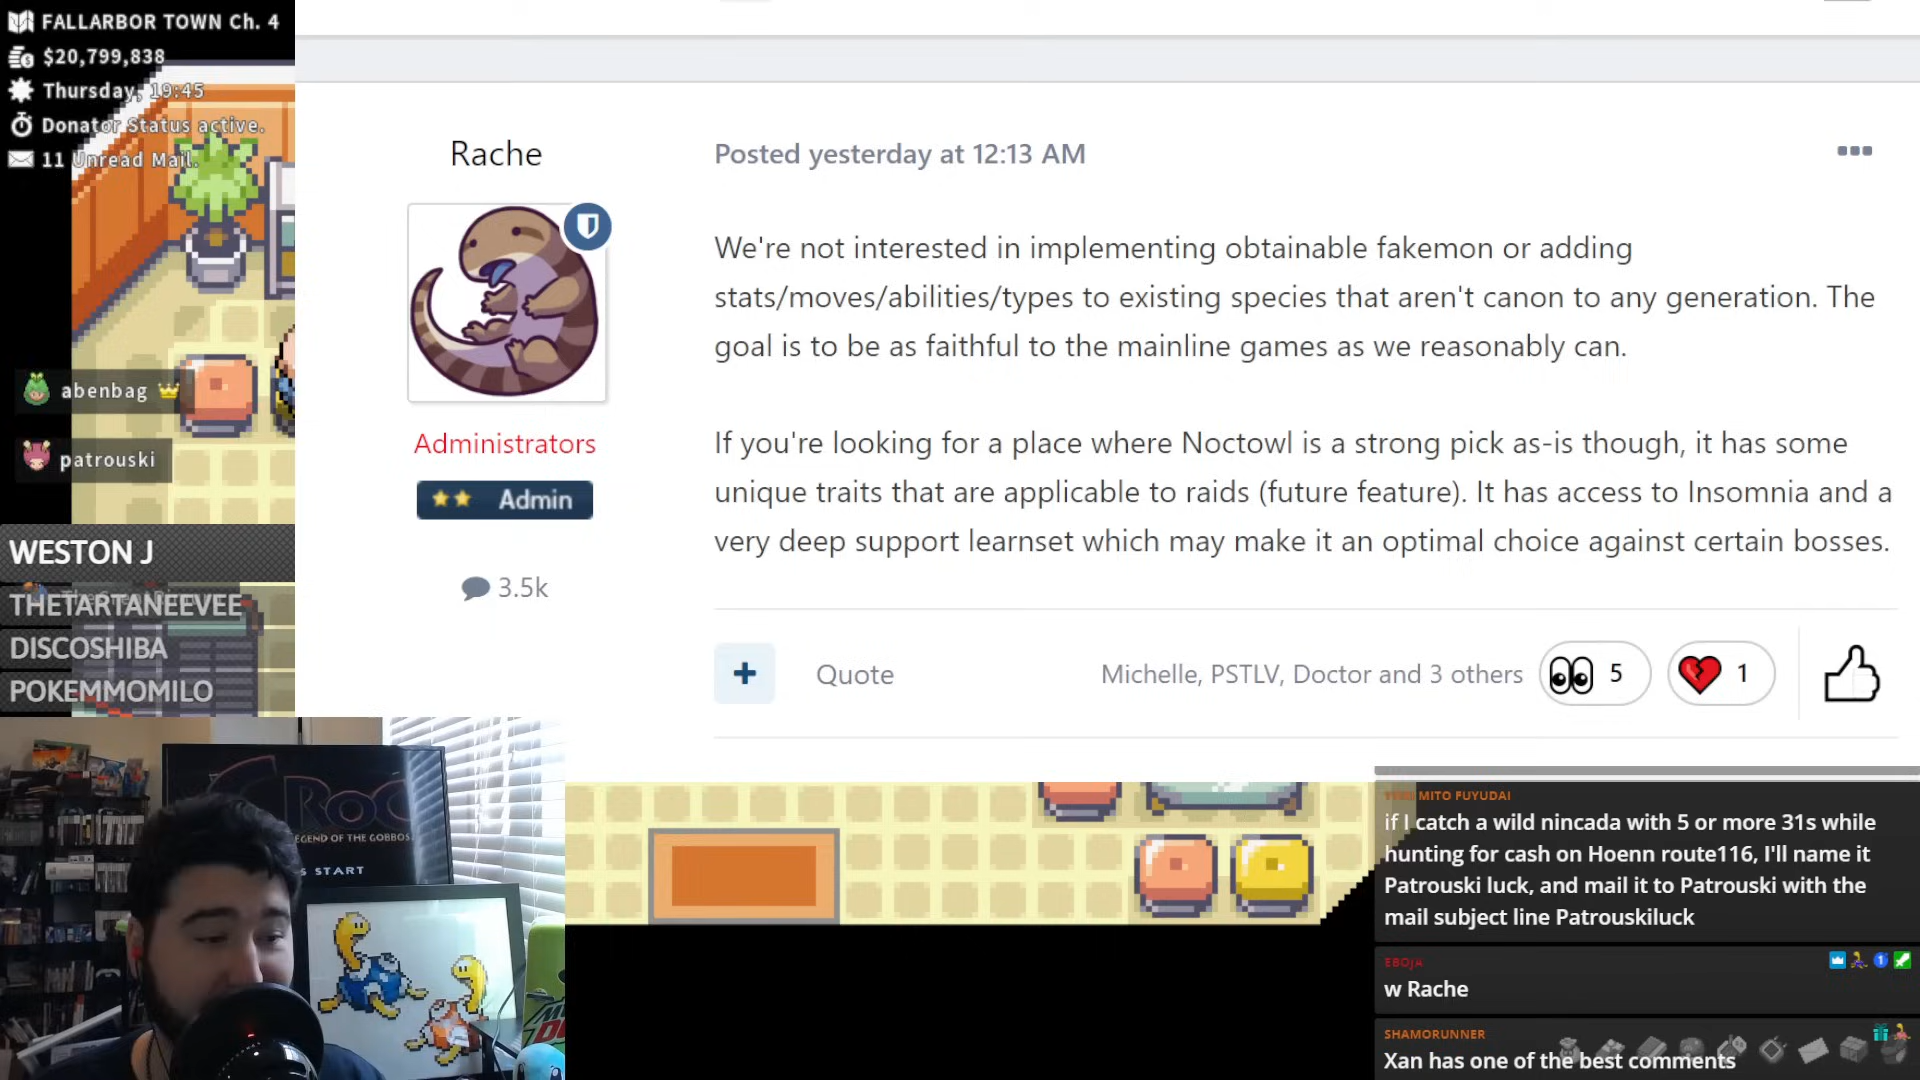 FALLARBOR TOWN Ch. 4
$20,799,838
Thursday, 19:45
Donator Status active.
11 Unread Mail.
abenbag
patrouski
WESTON J
THETARTANEEVEE
DISCOSHIBA
POKEMMOMILO
Rache
Administrators
Admin
3.5k
Posted yesterday at 12:13 AM
We're not interested in implementing obtainable fakemon or adding
stats/moves/abilities/types to existing species that aren't canon to any generation. The
goal is to be as faithful to the mainline games as we reasonably can.
If you're looking for a place where Noctowl is a strong pick as-is though, it has some
unique traits that are applicable to raids (future feature). It has access to Insomnia and a
very deep support learnset which may make it an optimal choice against certain bosses.
+ Quote
Michelle, PSTLV, Doctor and 3 others
5
1
CROC
LEGEND OF THE GOBBOS
START
MITO FUYUDAI
if I catch a wild nincada with 5 or more 31s while
hunting for cash on Hoenn route116, I'll name it
Patrouski luck, and mail it to Patrouski with the
mail subject line Patrouskiluck
EBOJA
w Rache
SHAMORUNNER
Xan has one of the best comments